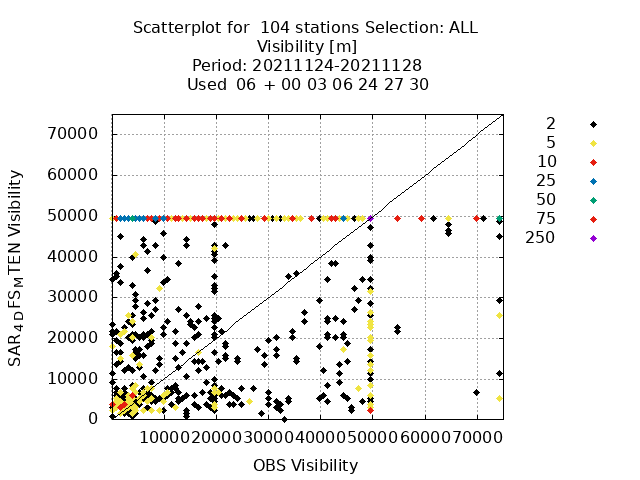 Scatterplot for  104 stations Selection: ALL
Visibility [m]
Period: 20211124-20211128
Used  06 + 00 03 06 24 27 30
70000
60000
50000
40000
30000
20000
10000
0
SAR4DFSMTEN Visibility
10000 20000 30000 40000 50000 60000 70000
OBS Visibility
2
5
10
25
50
75
250